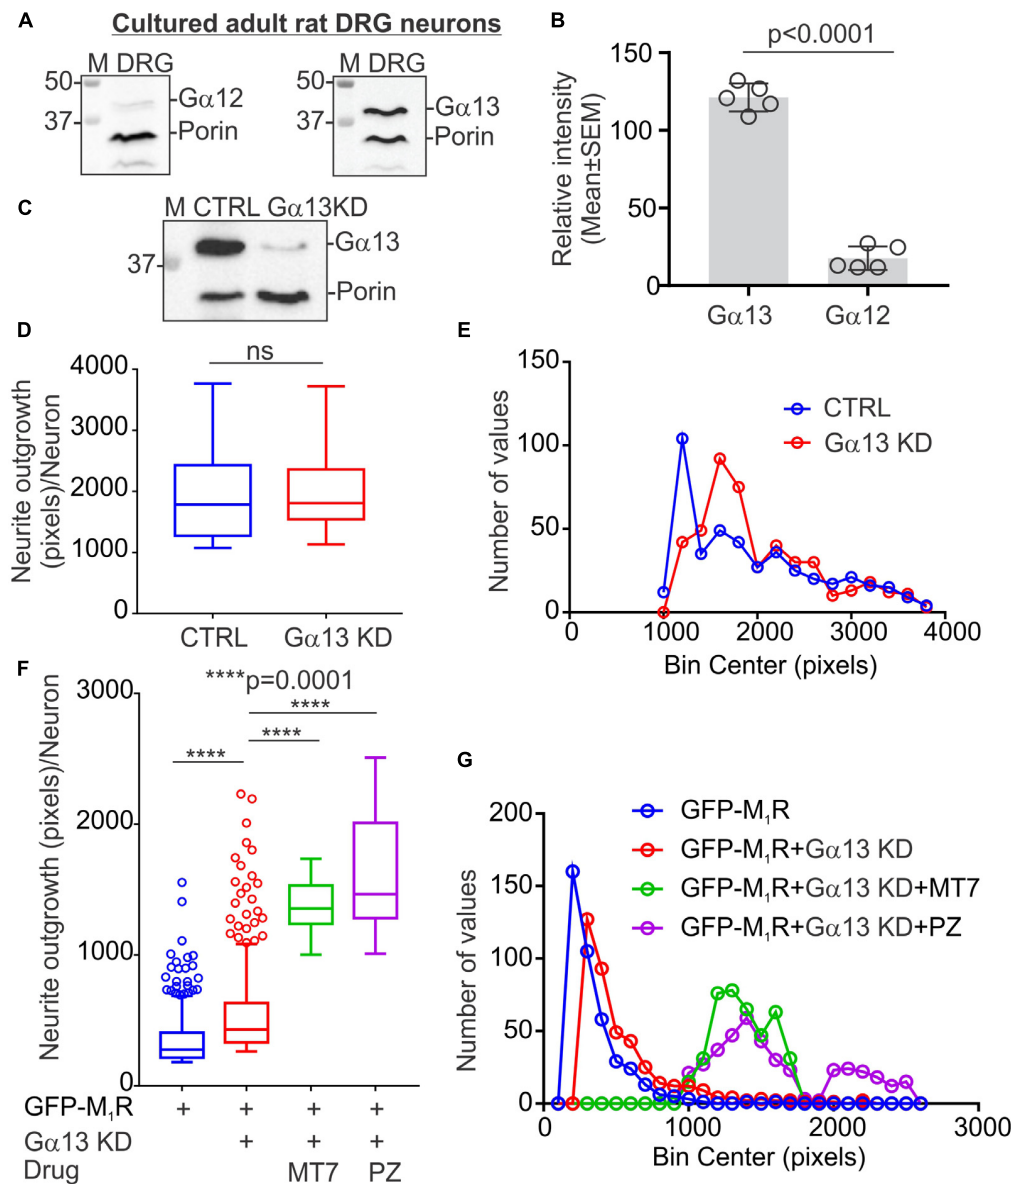 A
Cultured adult rat DRG neurons
M DRG
50
37
Gα12
Porin
M DRG
50
37
Gα13
Porin
B
p<0.0001
Relative intensity
(Mean±SEM)
150
100
50
0
Gα13
Gα12
C
M CTRL Gα13KD
37
Gα13
Porin
D
ns
Neurite outgrowth
(pixels)/Neuron
4000
3000
2000
1000
0
CTRL
Gα13 KD
E
Number of values
150
100
50
0
CTRL
Gα13 KD
0
1000
2000
3000
4000
Bin Center (pixels)
F
****p=0.0001
****
****
****
Neurite outgrowth (pixels)/Neuron
3000
2000
1000
0
GFP-M1R + + + +
Gα13 KD + + +
Drug MT7 PZ
G
Number of values
200
150
100
50
0
GFP-M1R
GFP-M1R+Gα13 KD
GFP-M1R+Gα13 KD+MT7
GFP-M1R+Gα13 KD+PZ
0
1000
2000
3000
Bin Center (pixels)